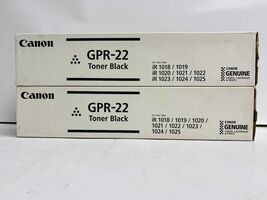 Canon
GPR-22
Toner Black
iR 1018 / 1019
iR 1020 / 1021 / 1022
iR 1023 / 1024 / 1025
CANON
GENUINE
Canon
GPR-22
Toner Black
iR 1018 / 1019 / 1020 /
1021 / 1022 / 1023 /
1024 / 1025
CANON
GENUINE